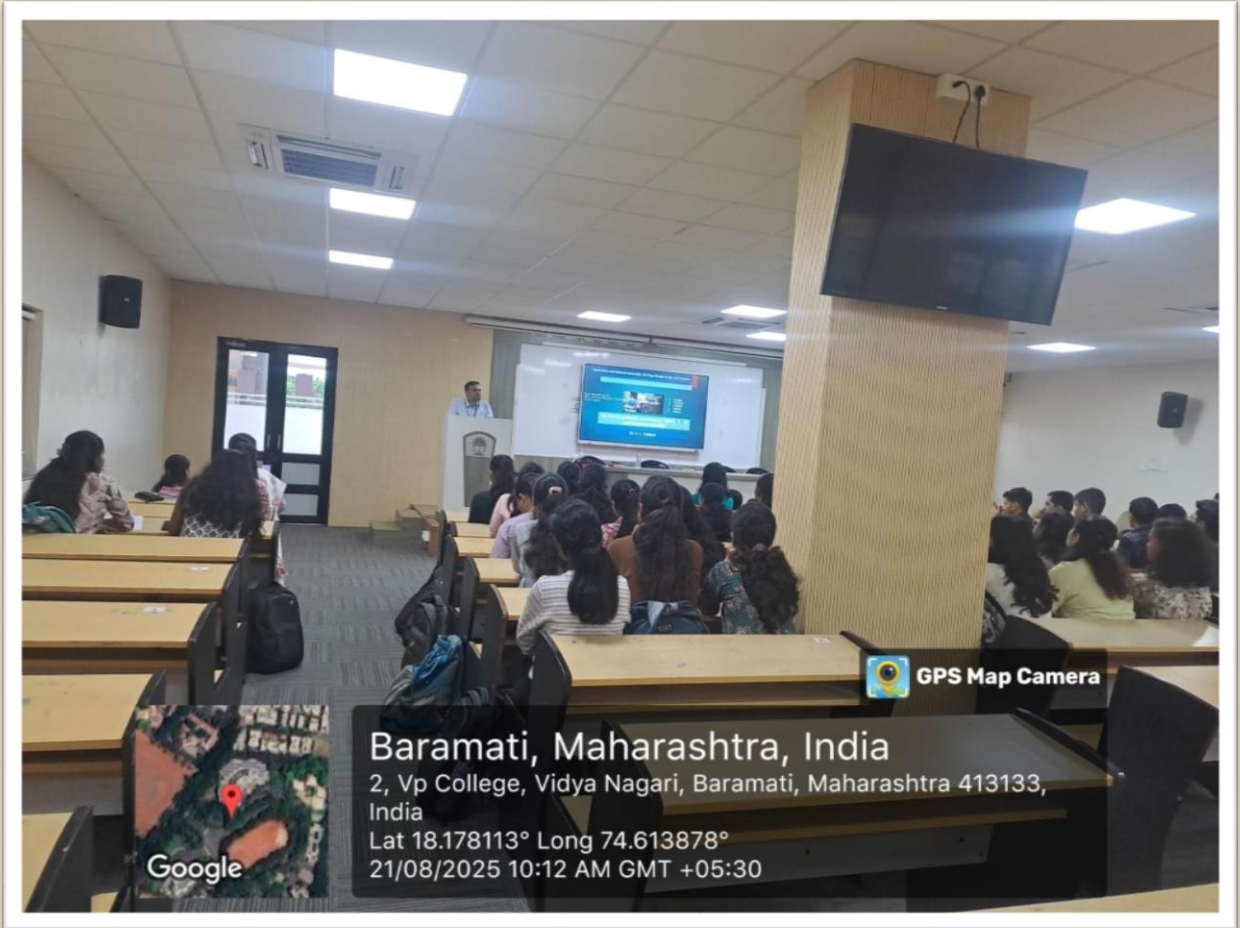 GPS Map Camera
Baramati, Maharashtra, India
2, Vp College, Vidya Nagari, Baramati, Maharashtra 413133,
India
Lat 18.178113° Long 74.613878°
21/08/2025 10:12 AM GMT +05:30
Google